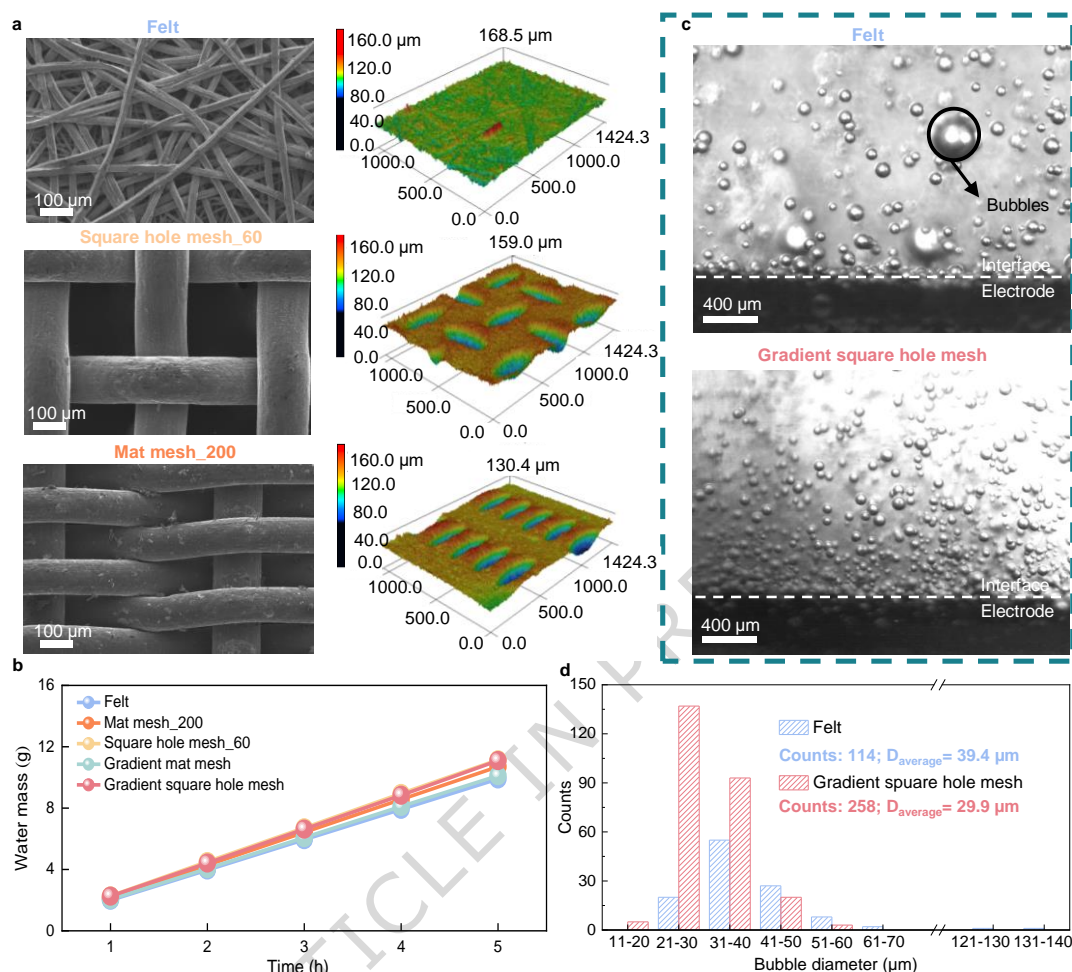 a
Felt
100 µm
160.0 µm
120.0
80.0
40.0
0.0
168.5 µm
1424.3
1000.0
1000.0
500.0
500.0
0.0
0.0
Square hole mesh_60
100 µm
160.0 µm
120.0
80.0
40.0
0.0
159.0 µm
1424.3
1000.0
1000.0
500.0
500.0
0.0
0.0
Mat mesh_200
100 µm
160.0 µm
120.0
80.0
40.0
0.0
130.4 µm
1424.3
1000.0
1000.0
500.0
500.0
0.0
0.0
c
Felt
Bubbles
Interface
Electrode
400 µm
Gradient square hole mesh
Interface
Electrode
400 µm
b
16
12
8
4
0
Water mass (g)
Felt
Mat mesh_200
Square hole mesh_60
Gradient mat mesh
Gradient square hole mesh
1 2 3 4 5
Time (h)
d
150
120
90
60
30
0
Counts
Felt
Counts: 114; Daverage= 39.4 µm
Gradient square hole mesh
Counts: 258; Daverage= 29.9 µm
11-20 21-30 31-40 41-50 51-60 61-70 121-130 131-140
Bubble diameter (µm)
TICLE IN PR